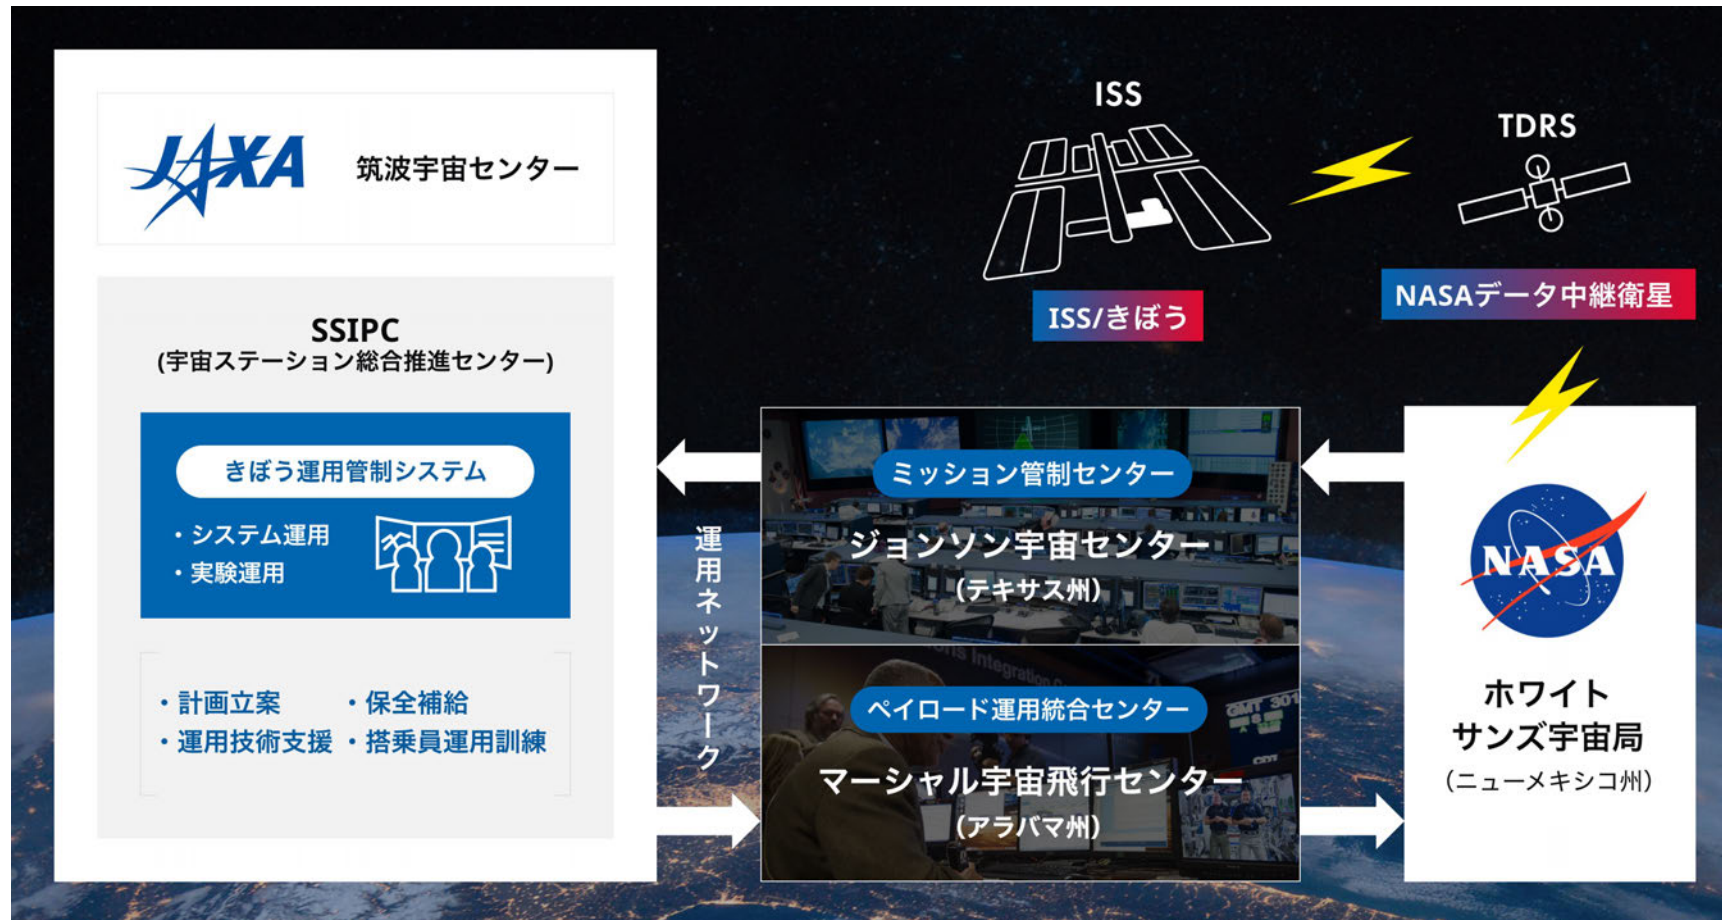 JAXA
筑波宇宙センター
SSIPC
(宇宙ステーション総合推進センター)
きぼう運用管制システム
・システム運用
・実験運用
・計画立案
・保全補給
・運用技術支援
・搭乗員運用訓練
運用ネットワーク
ISS
ISS/きぼう
TDRS
NASAデータ中継衛星
ミッション管制センター
ジョンソン宇宙センター
(テキサス州)
ペイロード運用統合センター
マーシャル宇宙飛行センター
(アラバマ州)
GMT 301
NASA
ホワイト
サンズ宇宙局
(ニューメキシコ州)